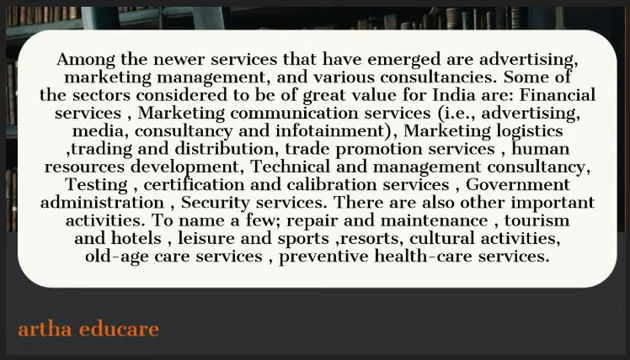 Among the newer services that have emerged are advertising,
marketing management, and various consultancies. Some of
the sectors considered to be of great value for India are: Financial
services , Marketing communication services (i.e., advertising,
media, consultancy and infotainment), Marketing logistics
,trading and distribution, trade promotion services , human
resources development, Technical and management consultancy,
Testing , certification and calibration services , Government
administration , Security services. There are also other important
activities. To name a few; repair and maintenance , tourism
and hotels , leisure and sports ,resorts, cultural activities,
old-age care services , preventive health-care services.
artha educare